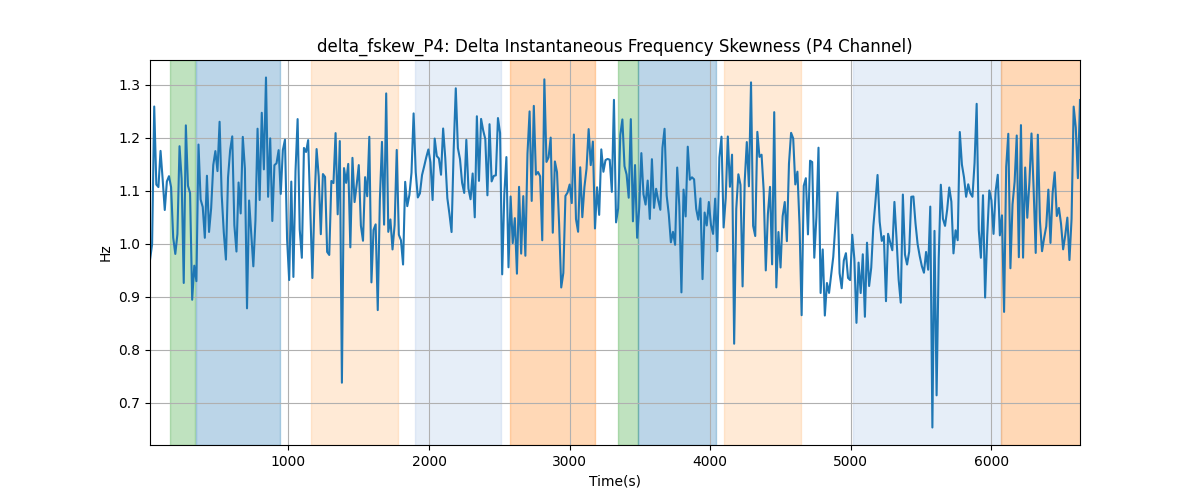 delta_fskew_P4: Delta Instantaneous Frequency Skewness (P4 Channel)
1.3
1.2
1.1
1.0
0.9
0.8
0.7
Hz
1000 2000 3000 4000 5000 6000
Time(s)